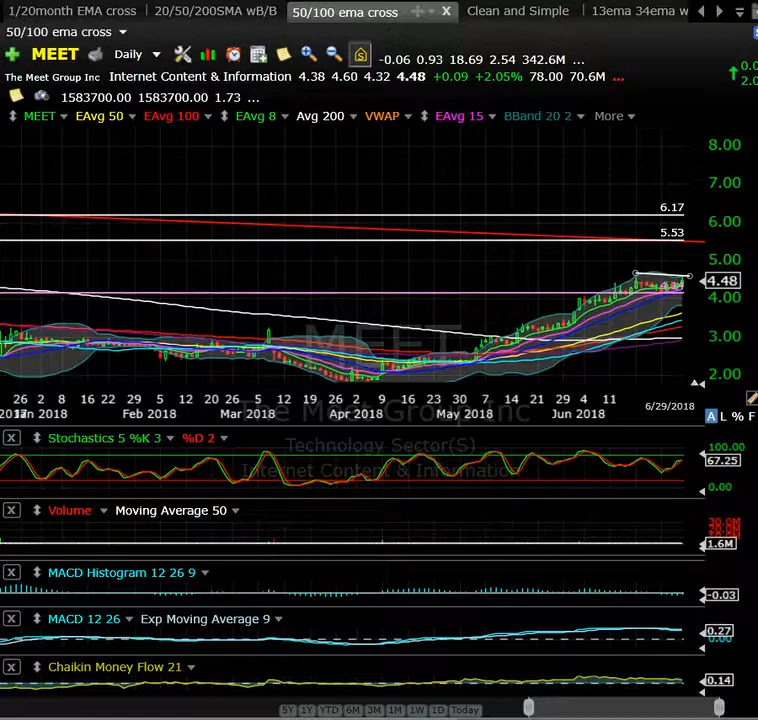 1/20month EMA cross 20/50/200SMA wB/B 50/100 ema cross X Clean and Simple 13ema 34ema w
50/100 ema cross
MEET Daily -0.06 0.93 18.69 2.54 342.6M ...
The Meet Group Inc Internet Content & Information 4.38 4.60 4.32 4.48 +0.09 +2.05% 78.00 70.6M ...
1583700.00 1583700.00 1.73 ...
MEET EAvg 50 EAvg 100 EAvg 8 Avg 200 VWAP EAvg 15 BBand 20 2 More
8.00
7.00
6.17
6.00
5.53
5.00
4.48
4.00
MEET
3.00
2.00
26 2 8 16 22 29 5 12 20 26 5 12 19 26 2 9 16 23 30 7 14 21 29 4 11
Jan 2018 Feb 2018 Mar 2018 Apr 2018 May 2018 Jun 2018 6/29/2018
The Meet Group Inc
A L % F
X Stochastics 5 %K 3 %D 2
Technology Sector(S)
100.00
67.25
Internet Content & Information
0.00
X Volume Moving Average 50
1.6M
X MACD Histogram 12 26 9
-0.03
X MACD 12 26 Exp Moving Average 9
0.27
0.00
X Chaikin Money Flow 21
0.14
5Y 1Y YTD 6M 3M 1M 1W 1D Today